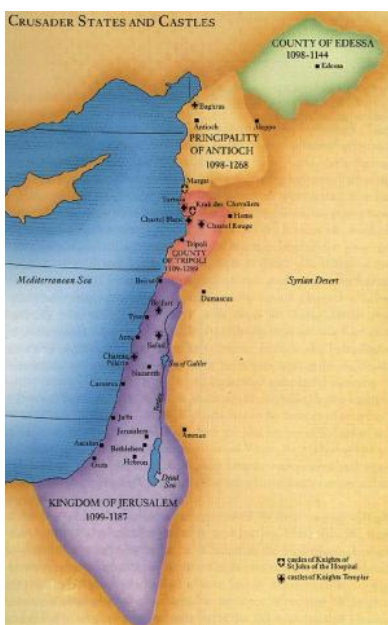 CRUSADER STATES AND CASTLES
COUNTY OF EDESSA
1098-1144
Edessa
Baghras
Antioch
Aleppo
PRINCIPALITY
OF ANTIOCH
1098-1268
Margat
Krak des Chevaliers
Chastel Blanc
Homs
Chastel Rouge
Tripoli
COUNTY
OF TRIPOLI
1109-1289
Mediterranean Sea
Beirut
Syrian Desert
Damascus
Tyre
Acre
Safad
Sea of Galilee
Nazareth
Caesarea
Jaffa
Jordan
Jerusalem
Amman
Ascalon
Bethlehem
Gaza
Hebron
Dead
Sea
KINGDOM OF JERUSALEM
1099-1187
castles of Knights of
St John of the Hospital
castles of Knights Templar